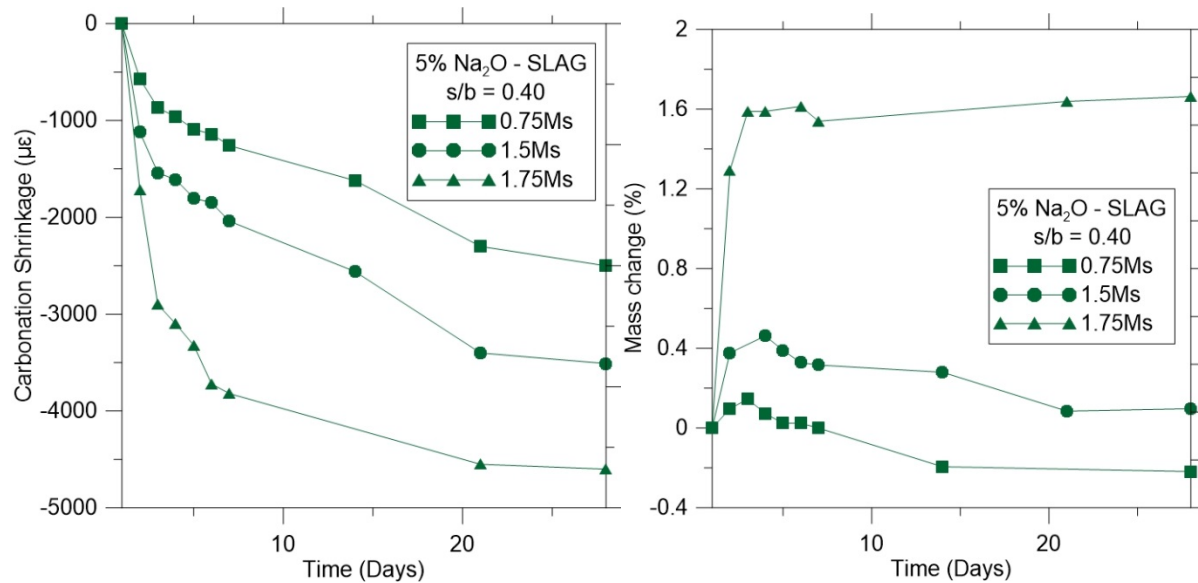 0
-1000
-2000
-3000
-4000
-5000
Carbonation Shrinkage (με)
5% Na₂O - SLAG
s/b = 0.40
0.75Ms
1.5Ms
1.75Ms
10
20
Time (Days)
2
1.6
1.2
0.8
0.4
0
-0.4
Mass change (%)
5% Na₂O - SLAG
s/b = 0.40
0.75Ms
1.5Ms
1.75Ms
10
20
Time (Days)